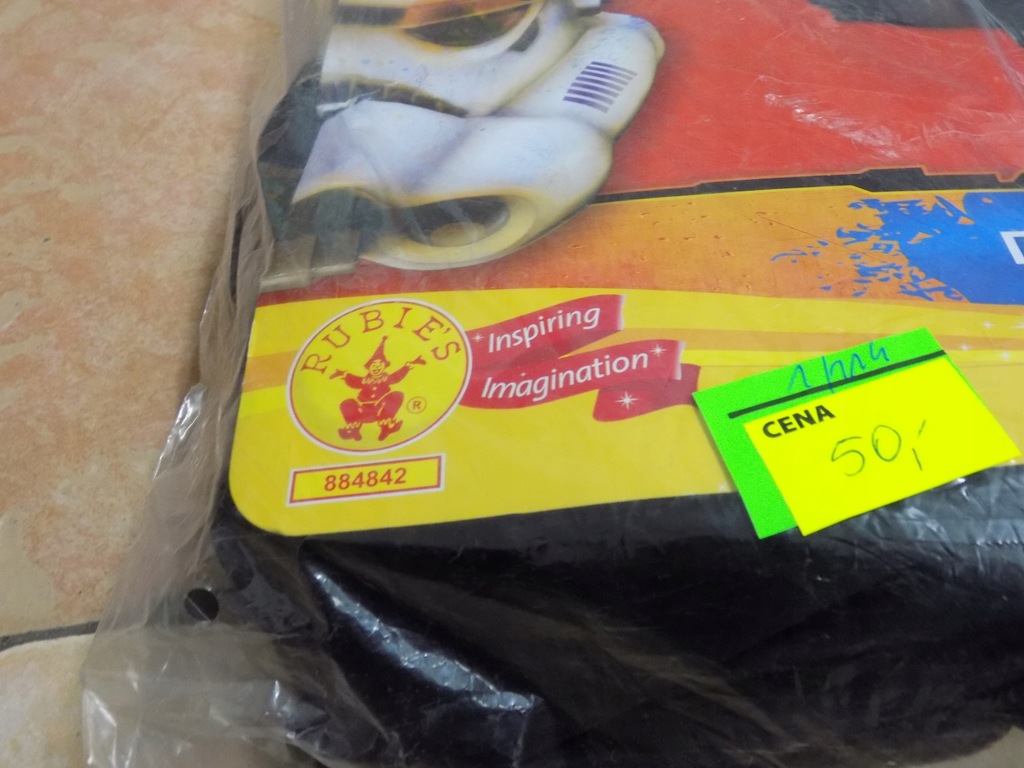 RUBIE'S
®
Inspiring
Imagination
884842
CENA
50,-